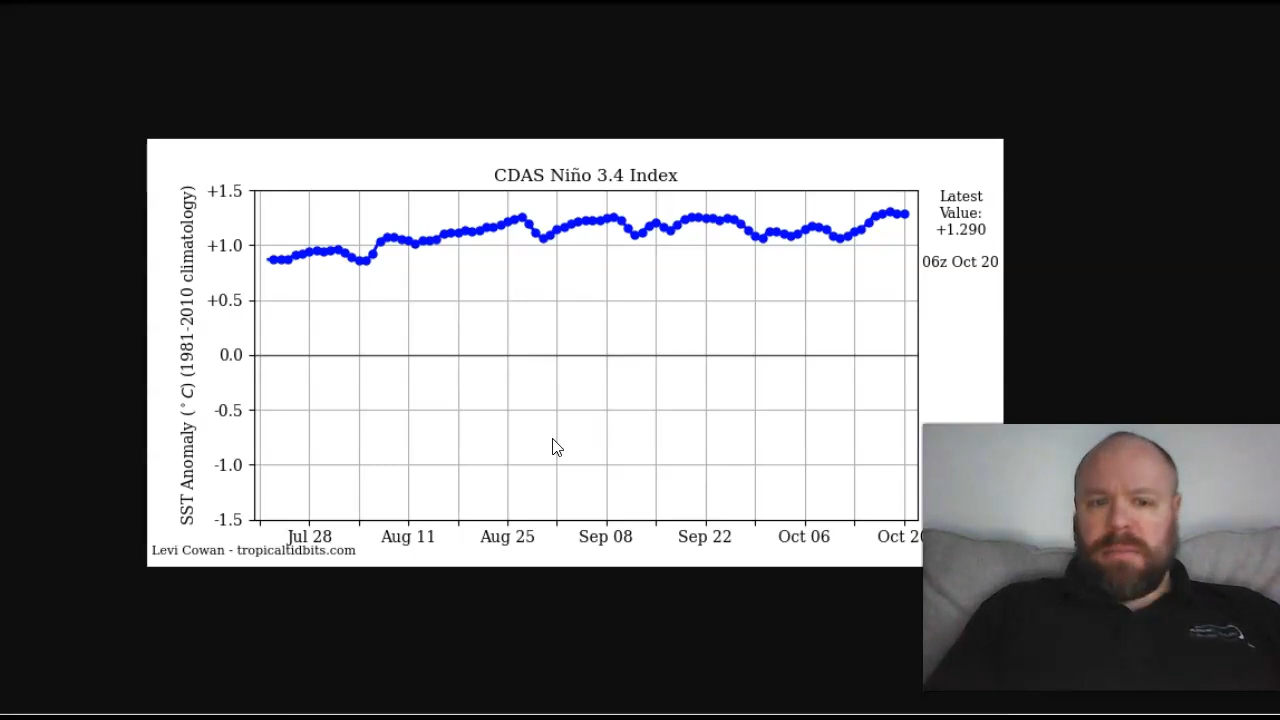 CDAS Niño 3.4 Index
+1.5
+1.0
+0.5
0.0
-0.5
-1.0
-1.5
SST Anomaly (°C) (1981-2010 climatology)
Jul 28
Aug 11
Aug 25
Sep 08
Sep 22
Oct 06
Oct 20
Latest
Value:
+1.290
06z Oct 20
Levi Cowan - tropicaltidbits.com